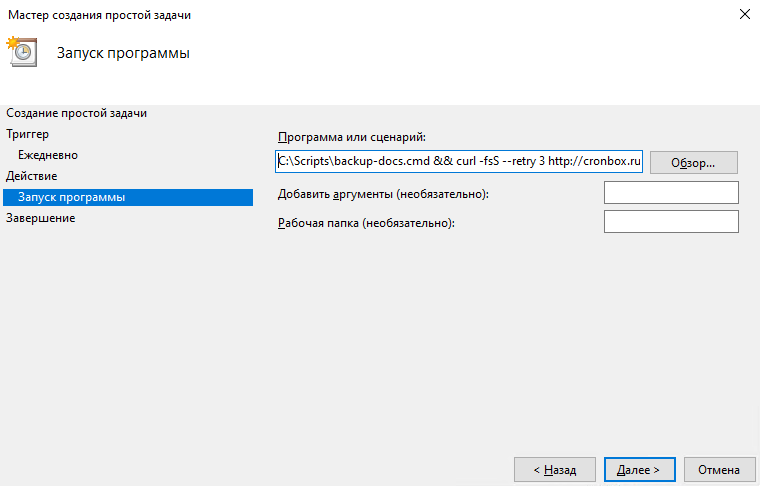 Мастер создания простой задачи
Запуск программы
Создание простой задачи
Триггер
Ежедневно
Действие
Запуск программы
Завершение
Программа или сценарий:
C:\Scripts\backup-docs.cmd && curl -fsS --retry 3 http://cronbox.ru
Обзор...
Добавить аргументы (необязательно):
Рабочая папка (необязательно):
< Назад
Далее >
Отмена